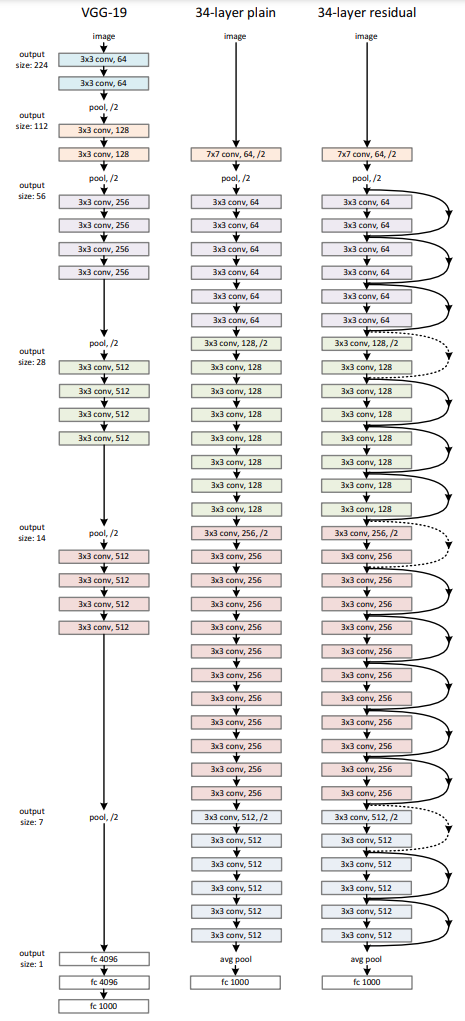 VGG-19
image
output
size: 224
3x3 conv, 64
3x3 conv, 64
pool, /2
output
size: 112
3x3 conv, 128
3x3 conv, 128
pool, /2
output
size: 56
3x3 conv, 256
3x3 conv, 256
3x3 conv, 256
3x3 conv, 256
pool, /2
output
size: 28
3x3 conv, 512
3x3 conv, 512
3x3 conv, 512
3x3 conv, 512
pool, /2
output
size: 14
3x3 conv, 512
3x3 conv, 512
3x3 conv, 512
3x3 conv, 512
output
size: 7
pool, /2
output
size: 1
fc 4096
fc 4096
fc 1000
34-layer plain
image
7x7 conv, 64, /2
pool, /2
3x3 conv, 64
3x3 conv, 64
3x3 conv, 64
3x3 conv, 64
3x3 conv, 64
3x3 conv, 64
3x3 conv, 128, /2
3x3 conv, 128
3x3 conv, 128
3x3 conv, 128
3x3 conv, 128
3x3 conv, 128
3x3 conv, 128
3x3 conv, 128
3x3 conv, 256, /2
3x3 conv, 256
3x3 conv, 256
3x3 conv, 256
3x3 conv, 256
3x3 conv, 256
3x3 conv, 256
3x3 conv, 256
3x3 conv, 256
3x3 conv, 256
3x3 conv, 256
3x3 conv, 256
3x3 conv, 512, /2
3x3 conv, 512
3x3 conv, 512
3x3 conv, 512
3x3 conv, 512
3x3 conv, 512
avg pool
fc 1000
34-layer residual
image
7x7 conv, 64, /2
pool, /2
3x3 conv, 64
3x3 conv, 64
3x3 conv, 64
3x3 conv, 64
3x3 conv, 64
3x3 conv, 64
3x3 conv, 128, /2
3x3 conv, 128
3x3 conv, 128
3x3 conv, 128
3x3 conv, 128
3x3 conv, 128
3x3 conv, 128
3x3 conv, 128
3x3 conv, 256, /2
3x3 conv, 256
3x3 conv, 256
3x3 conv, 256
3x3 conv, 256
3x3 conv, 256
3x3 conv, 256
3x3 conv, 256
3x3 conv, 256
3x3 conv, 256
3x3 conv, 256
3x3 conv, 256
3x3 conv, 512, /2
3x3 conv, 512
3x3 conv, 512
3x3 conv, 512
3x3 conv, 512
3x3 conv, 512
avg pool
fc 1000